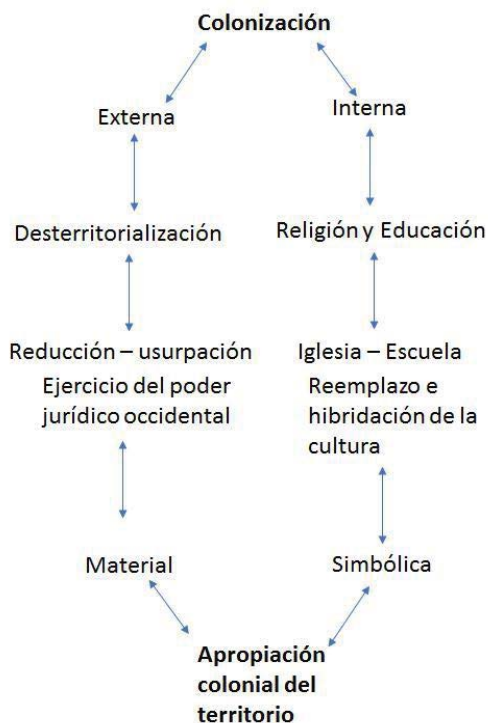 Colonización
Externa
Interna
Desterritorialización
Religión y Educación
Reducción – usurpación
Ejercicio del poder
jurídico occidental
Iglesia – Escuela
Reemplazo e
hibridación de la
cultura
Material
Simbólica
Apropiación
colonial del
territorio